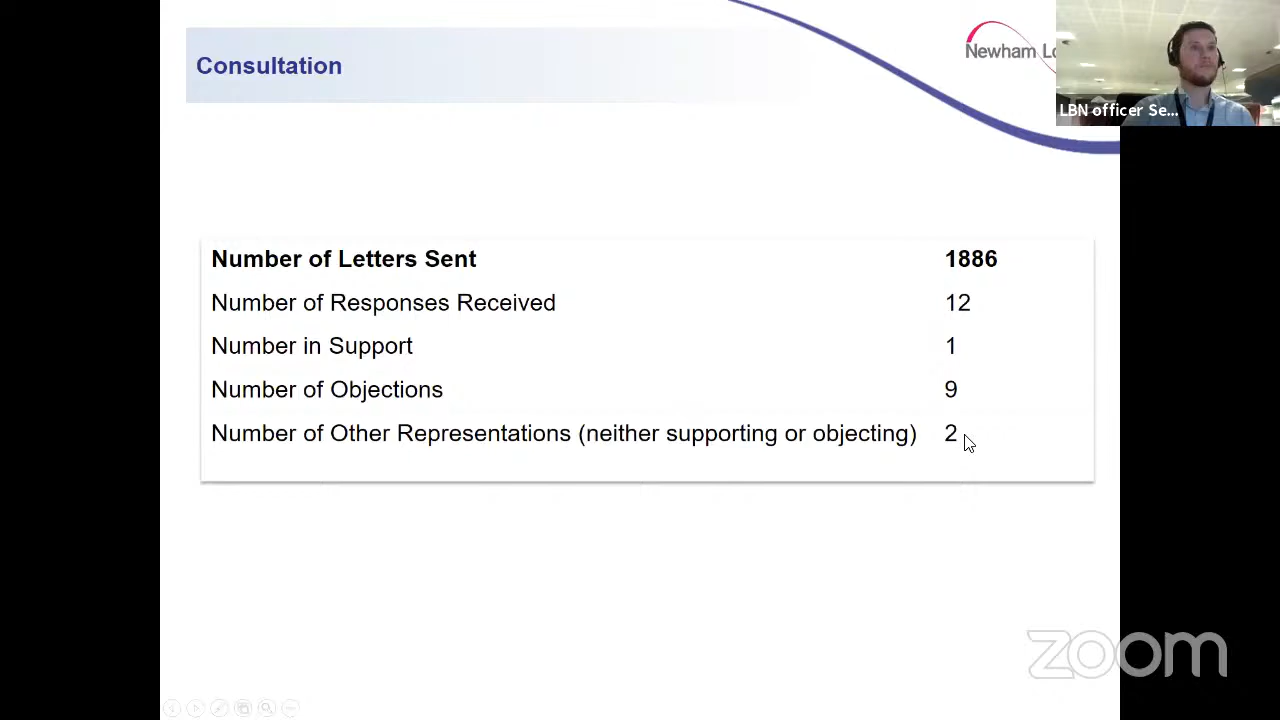 Consultation
Newham Lo
LBN officer Se...
Number of Letters Sent 1886
Number of Responses Received 12
Number in Support 1
Number of Objections 9
Number of Other Representations (neither supporting or objecting) 2
zoom